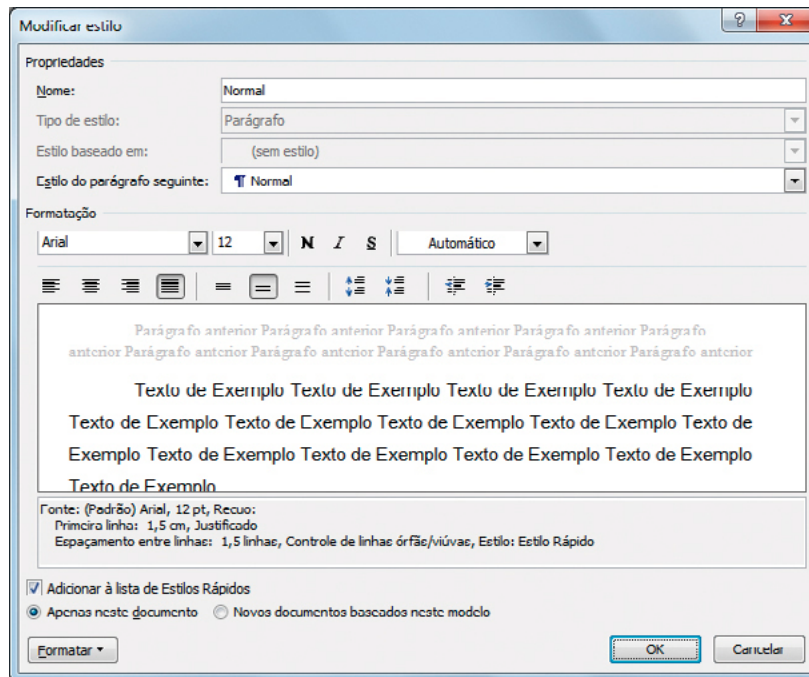 Modificar estilo
Propriedades
Nome: Normal
Tipo de estilo: Parágrafo
Estilo baseado em: (sem estilo)
Estilo do parágrafo seguinte: ¶ Normal
Formatação
Arial 12 N I S Automático
Parágrafo anterior Parágrafo anterior Parágrafo anterior Parágrafo anterior Parágrafo
anterior Parágrafo anterior Parágrafo anterior Parágrafo anterior Parágrafo anterior
Texto de Exemplo Texto de Exemplo Texto de Exemplo Texto de Exemplo
Texto de Exemplo Texto de Exemplo Texto de Exemplo Texto de Exemplo Texto de
Exemplo Texto de Exemplo Texto de Exemplo Texto de Exemplo Texto de Exemplo
Texto de Exemplo
Fonte: (Padrão) Arial, 12 pt, Recuo:
Primeira linha: 1,5 cm, Justificado
Espaçamento entre linhas: 1,5 linhas, Controle de linhas órfãs/viúvas, Estilo: Estilo Rápido
Adicionar à lista de Estilos Rápidos
Apenas neste documento Novos documentos baseados neste modelo
Formatar OK Cancelar